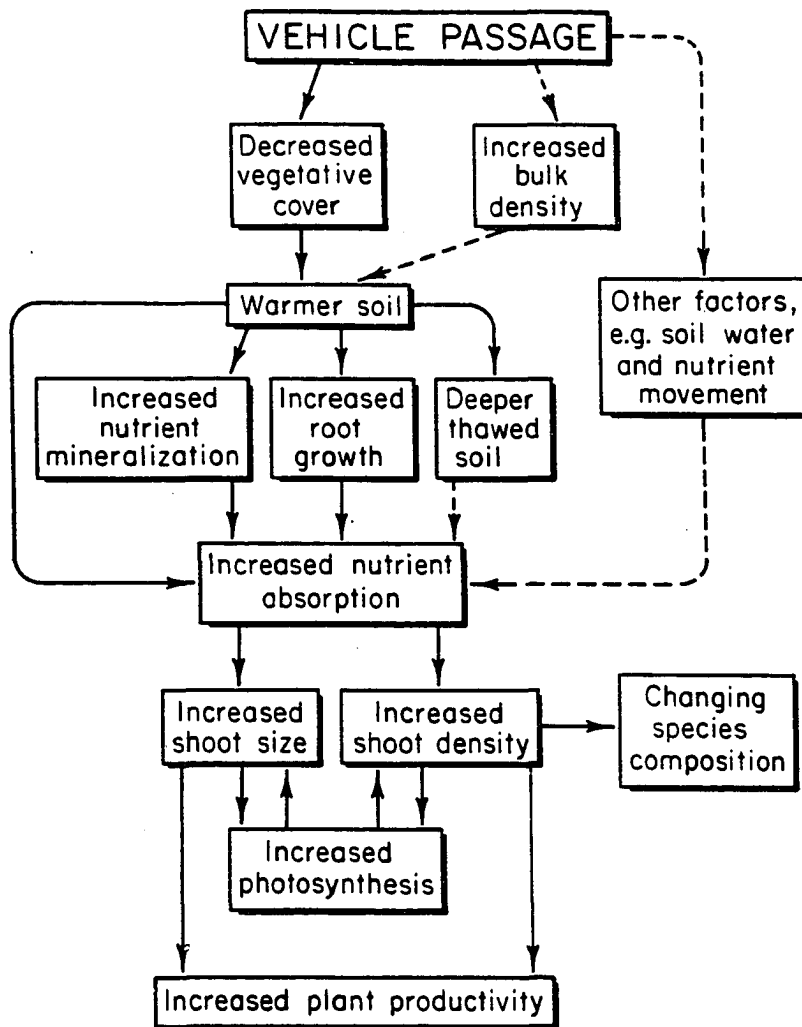 VEHICLE PASSAGE
Decreased
vegetative
cover
Increased
bulk
density
Warmer soil
Other factors,
e.g. soil water
and nutrient
movement
Increased
nutrient
mineralization
Increased
root
growth
Deeper
thawed
soil
Increased nutrient
absorption
Increased
shoot size
Increased
shoot density
Changing
species
composition
Increased
photosynthesis
Increased plant productivity